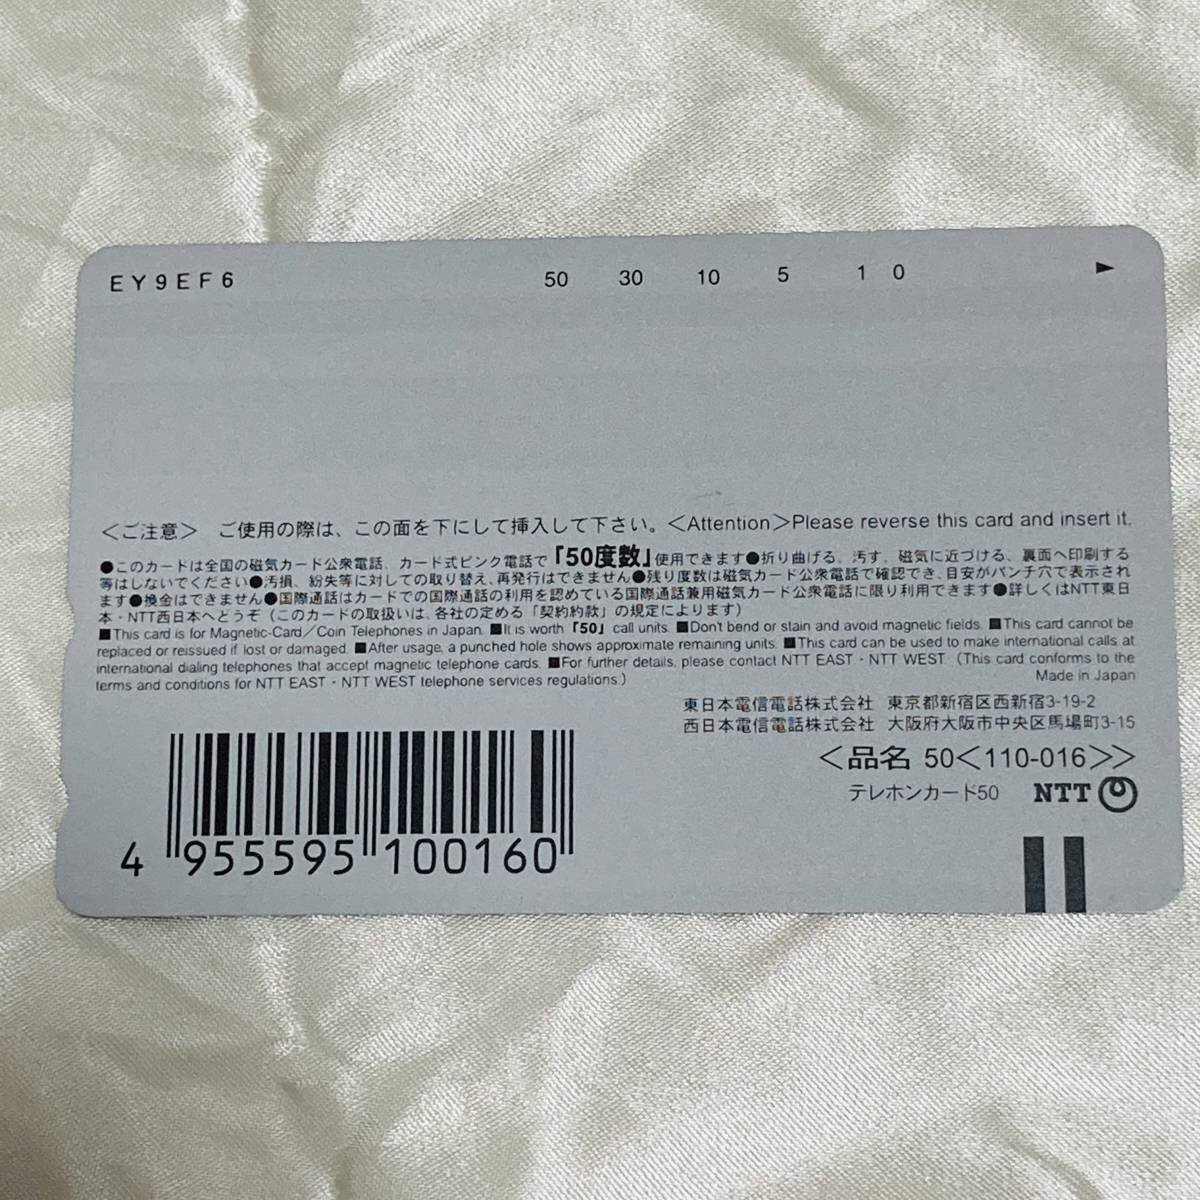 EY9EF6 50 30 10 5 1 0 ►
＜ご注意＞ ご使用の際は、この面を下にして挿入して下さい。＜Attention＞Please reverse this card and insert it.
●このカードは全国の磁気カード公衆電話、カード式ピンク電話で「50度数」使用できます●折り曲げる、汚す、磁気に近づける、裏面へ印刷する
等はしないでください●汚損、紛失等に対しての取り替え、再発行はできません●残り度数は磁気カード公衆電話で確認でき、目安がパンチ穴で表示され
ます●換金はできません●国際通話はカードでの国際通話の利用を認めている国際通話兼用磁気カード公衆電話に限り利用できます●詳しくはNTT東日
本・NTT西日本へどうぞ（このカードの取扱いは、各社の定める「契約約款」の規定によります）
■This card is for Magnetic-Card／Coin Telephones in Japan. ■It is worth「50」call units. ■Don't bend or stain and avoid magnetic fields. ■This card cannot be
replaced or reissued if lost or damaged. ■After usage, a punched hole shows approximate remaining units. ■This card can be used to make international calls at
international dialing telephones that accept magnetic telephone cards. ■For further details, please contact NTT EAST・NTT WEST（This card conforms to the
terms and conditions for NTT EAST・NTT WEST telephone services regulations.） Made in Japan
東日本電信電話株式会社 東京都新宿区西新宿3-19-2
西日本電信電話株式会社 大阪府大阪市中央区馬場町3-15
＜品名 50＜110-016＞＞
テレホンカード50 NTT
4 955595 100160